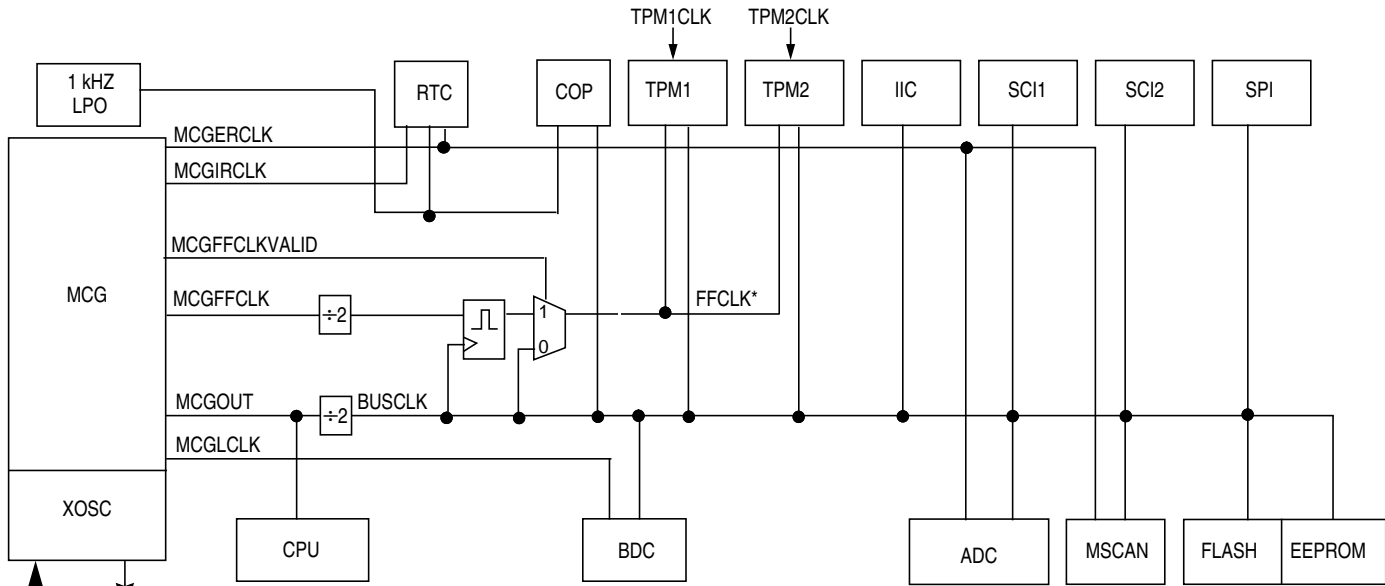 TPM1CLK
TPM2CLK
1 kHZ
LPO
RTC
COP
TPM1
TPM2
IIC
SCI1
SCI2
SPI
MCGERCLK
MCGIRCLK
MCGFFCLKVALID
MCG
MCGFFCLK
÷2
1
0
FFCLK*
MCGOUT
÷2
BUSCLK
MCGLCLK
XOSC
CPU
BDC
ADC
MSCAN
FLASH
EEPROM